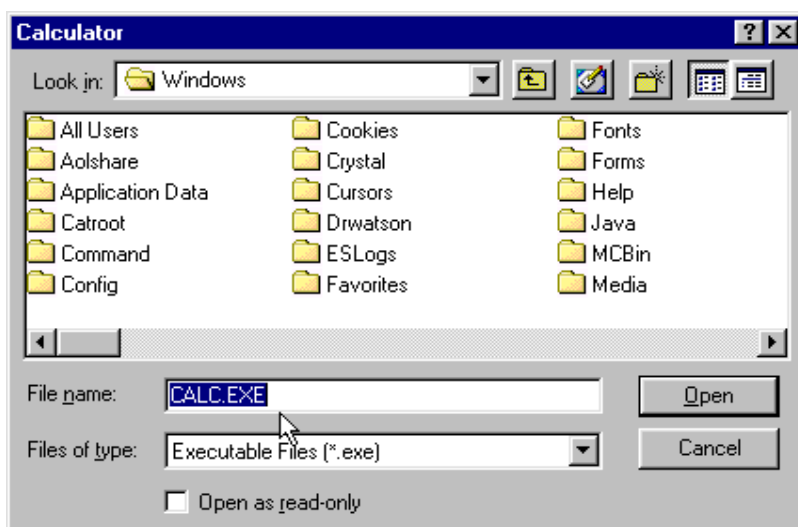 Calculator
Look in: Windows
All Users Cookies Fonts
Aolshare Crystal Forms
Application Data Cursors Help
Catroot Drwatson Java
Command ESLogs MCBin
Config Favorites Media
File name: CALC.EXE Open
Files of type: Executable Files (*.exe) Cancel
Open as read-only